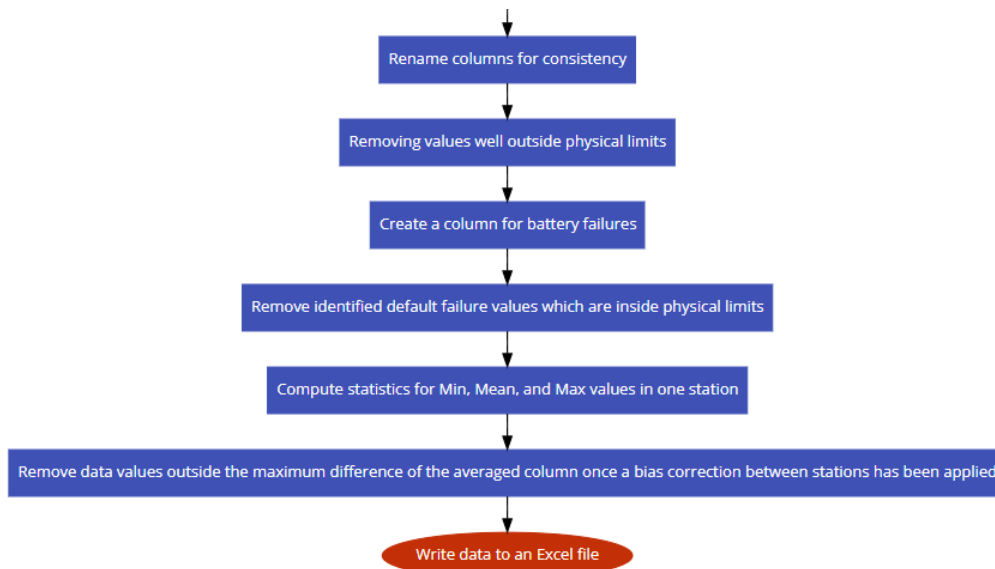 Rename columns for consistency
Removing values well outside physical limits
Create a column for battery failures
Remove identified default failure values which are inside physical limits
Compute statistics for Min, Mean, and Max values in one station
Remove data values outside the maximum difference of the averaged column once a bias correction between stations has been applied
Write data to an Excel file